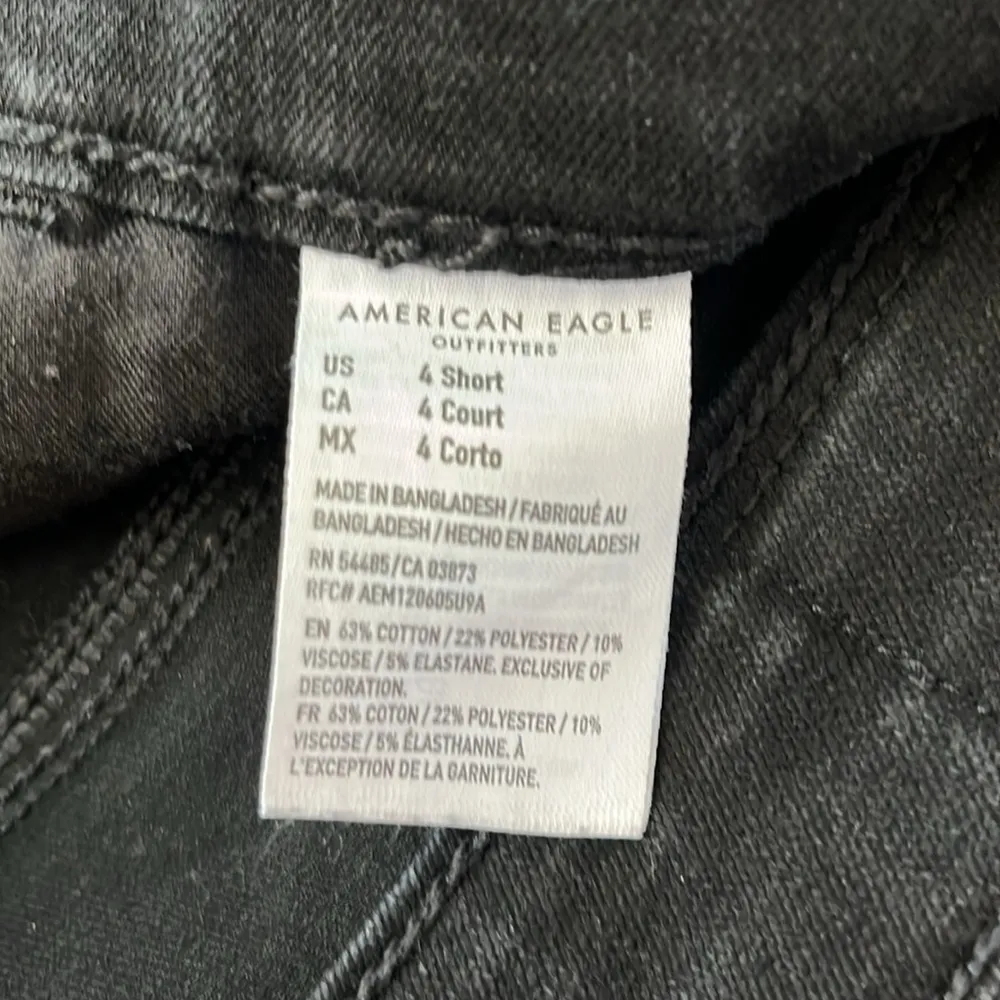 AMERICAN EAGLE
OUTFITTERS
US 4 Short
CA 4 Court
MX 4 Corto
MADE IN BANGLADESH / FABRIQUÉ AU
BANGLADESH / HECHO EN BANGLADESH
RN 54485/CA 03873
RFC# AEM120605U9A
EN 63% COTTON / 22% POLYESTER / 10%
VISCOSE / 5% ELASTANE. EXCLUSIVE OF
DECORATION.
FR 63% COTON / 22% POLYESTER / 10%
VISCOSE / 5% ÉLASTHANNE. À
L'EXCEPTION DE LA GARNITURE.